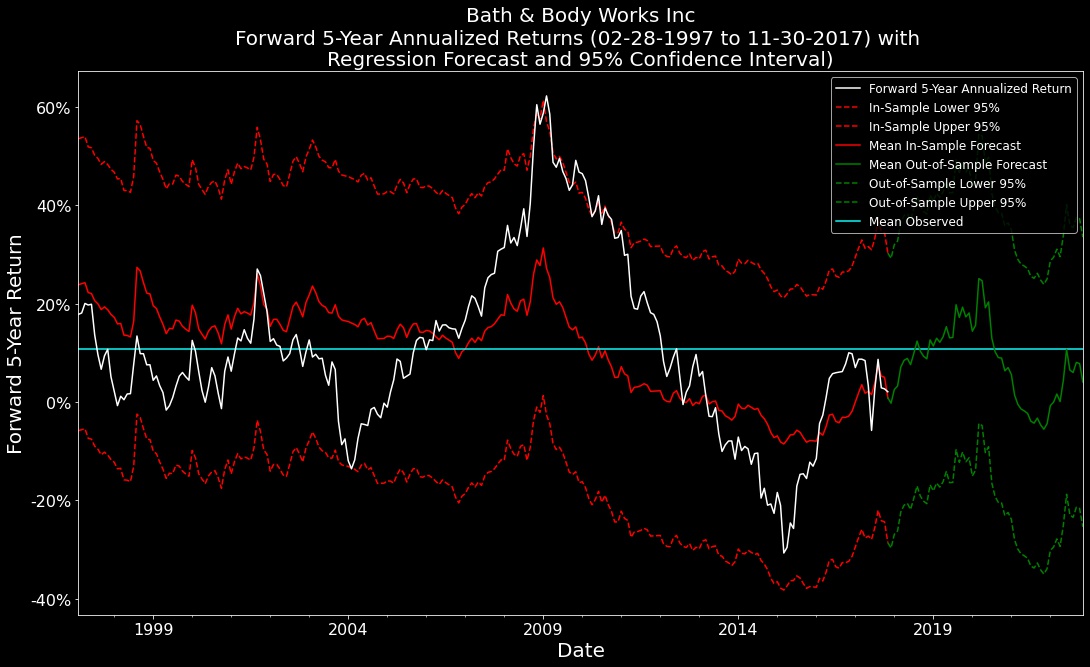 Bath & Body Works Inc
Forward 5-Year Annualized Returns (02-28-1997 to 11-30-2017) with
Regression Forecast and 95% Confidence Interval)
Forward 5-Year Annualized Return
In-Sample Lower 95%
In-Sample Upper 95%
Mean In-Sample Forecast
Mean Out-of-Sample Forecast
Out-of-Sample Lower 95%
Out-of-Sample Upper 95%
Mean Observed
Forward 5-Year Return
60%
40%
20%
0%
-20%
-40%
1999
2004
2009
2014
2019
Date